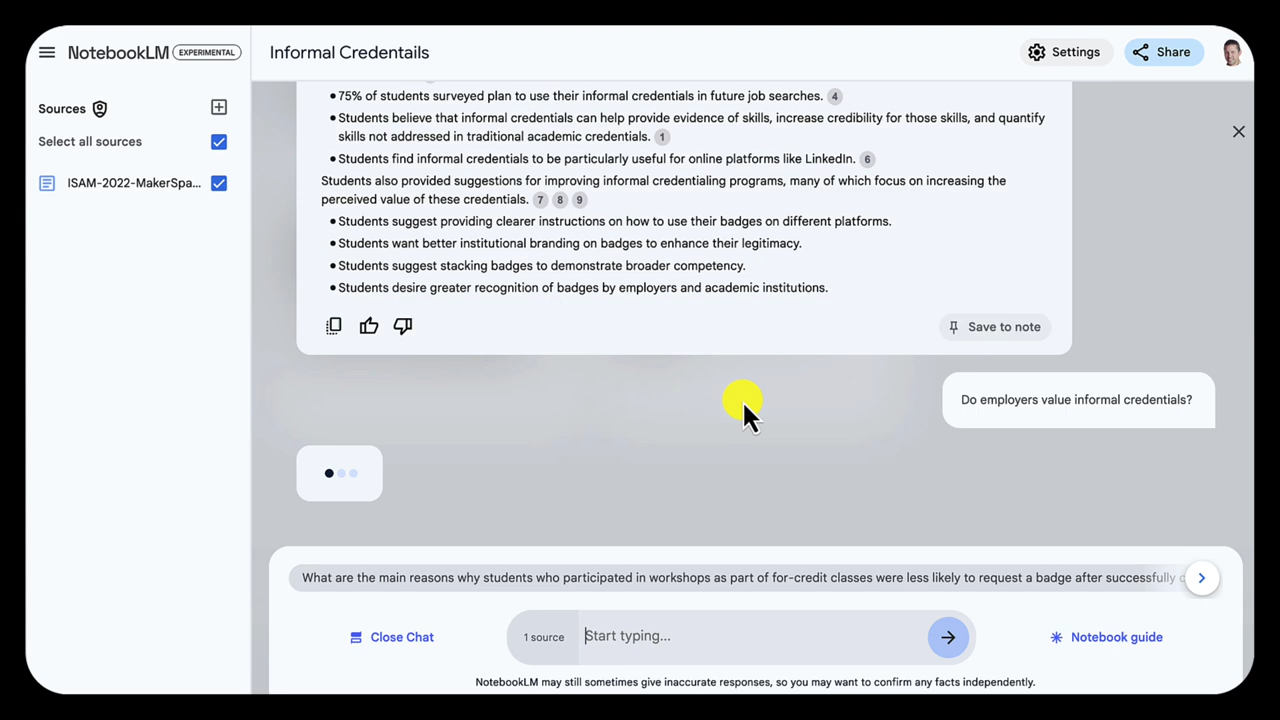 NotebookLM EXPERIMENTAL
Informal Credentails
Settings
Share
Sources
Select all sources
ISAM-2022-MakerSpa...
• 75% of students surveyed plan to use their informal credentials in future job searches. 4
• Students believe that informal credentials can help provide evidence of skills, increase credibility for those skills, and quantify
skills not addressed in traditional academic credentials. 1
• Students find informal credentials to be particularly useful for online platforms like LinkedIn. 6
Students also provided suggestions for improving informal credentialing programs, many of which focus on increasing the
perceived value of these credentials. 7 8 9
• Students suggest providing clearer instructions on how to use their badges on different platforms.
• Students want better institutional branding on badges to enhance their legitimacy.
• Students suggest stacking badges to demonstrate broader competency.
• Students desire greater recognition of badges by employers and academic institutions.
Save to note
Do employers value informal credentials?
What are the main reasons why students who participated in workshops as part of for-credit classes were less likely to request a badge after successfully
Close Chat
1 source
Start typing...
Notebook guide
NotebookLM may still sometimes give inaccurate responses, so you may want to confirm any facts independently.